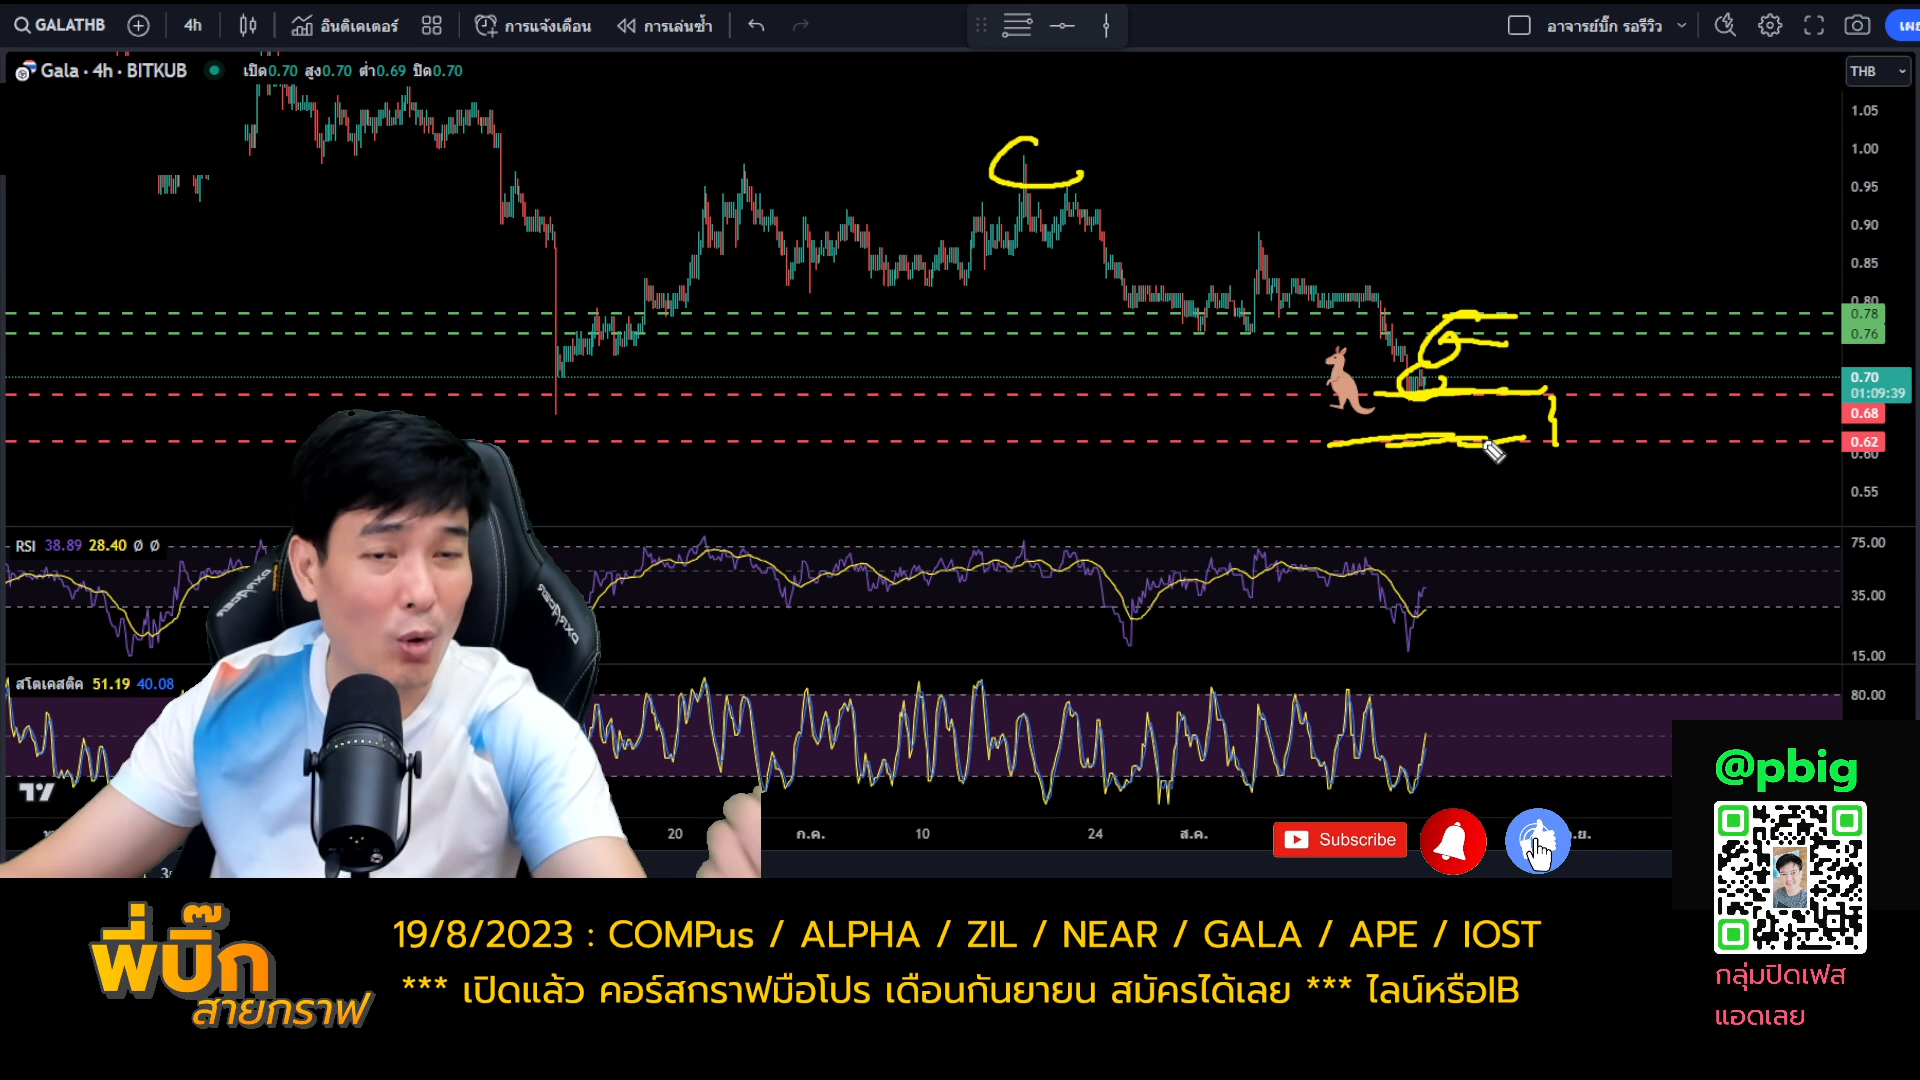 GALATHB 4h อินดิเคเตอร์ การแจ้งเตือน การเล่นซ้ำ อาจารย์บิ๊ก รอรีวิว
Gala · 4h · BITKUB เปิด0.70 สูง0.70 ต่ำ0.69 ปิด0.70 THB
1.05
1.00
0.95
0.90
0.85
0.80
0.78
0.76
0.70
01:09:39
0.68
0.62
0.60
0.55
RSI 38.89 28.40 Ø Ø
75.00
35.00
15.00
สโตเคสติค 51.19 40.08
80.00
20 ก.ค. 10 24 ส.ค.
Subscribe
@pbig
กลุ่มปิดเฟส
แอดเลย
พี่บิ๊ก
สายกราฟ
19/8/2023 : COMPus / ALPHA / ZIL / NEAR / GALA / APE / IOST
*** เปิดแล้ว คอร์สกราฟมือโปร เดือนกันยายน สมัครได้เลย *** ไลน์หรือIB